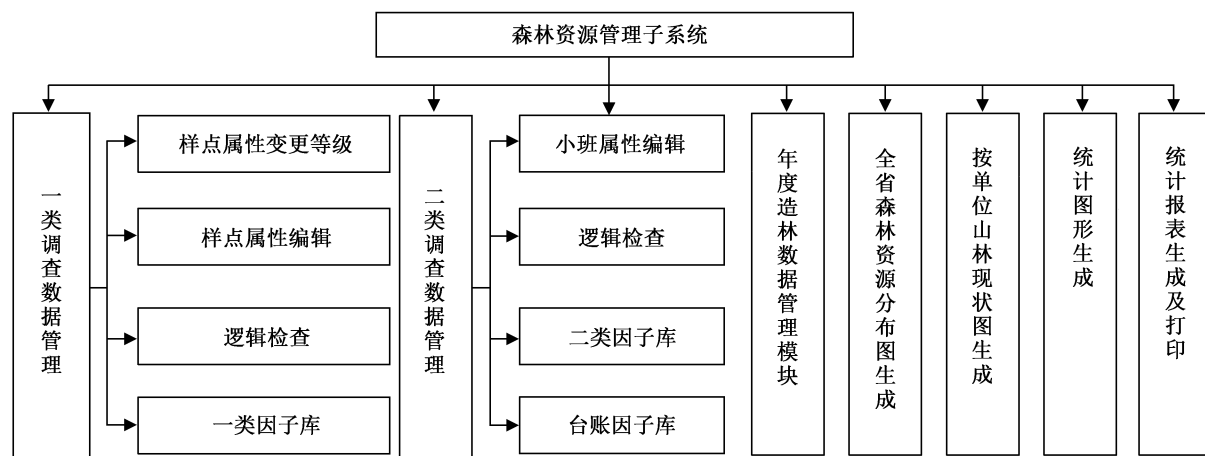 森林资源管理子系统
一类调查数据管理
样点属性变更等级
样点属性编辑
逻辑检查
一类因子库
二类调查数据管理
小班属性编辑
逻辑检查
二类因子库
台账因子库
年度造林数据管理模块
全省森林资源分布图生成
按单位山林现状图生成
统计图形生成
统计报表生成及打印